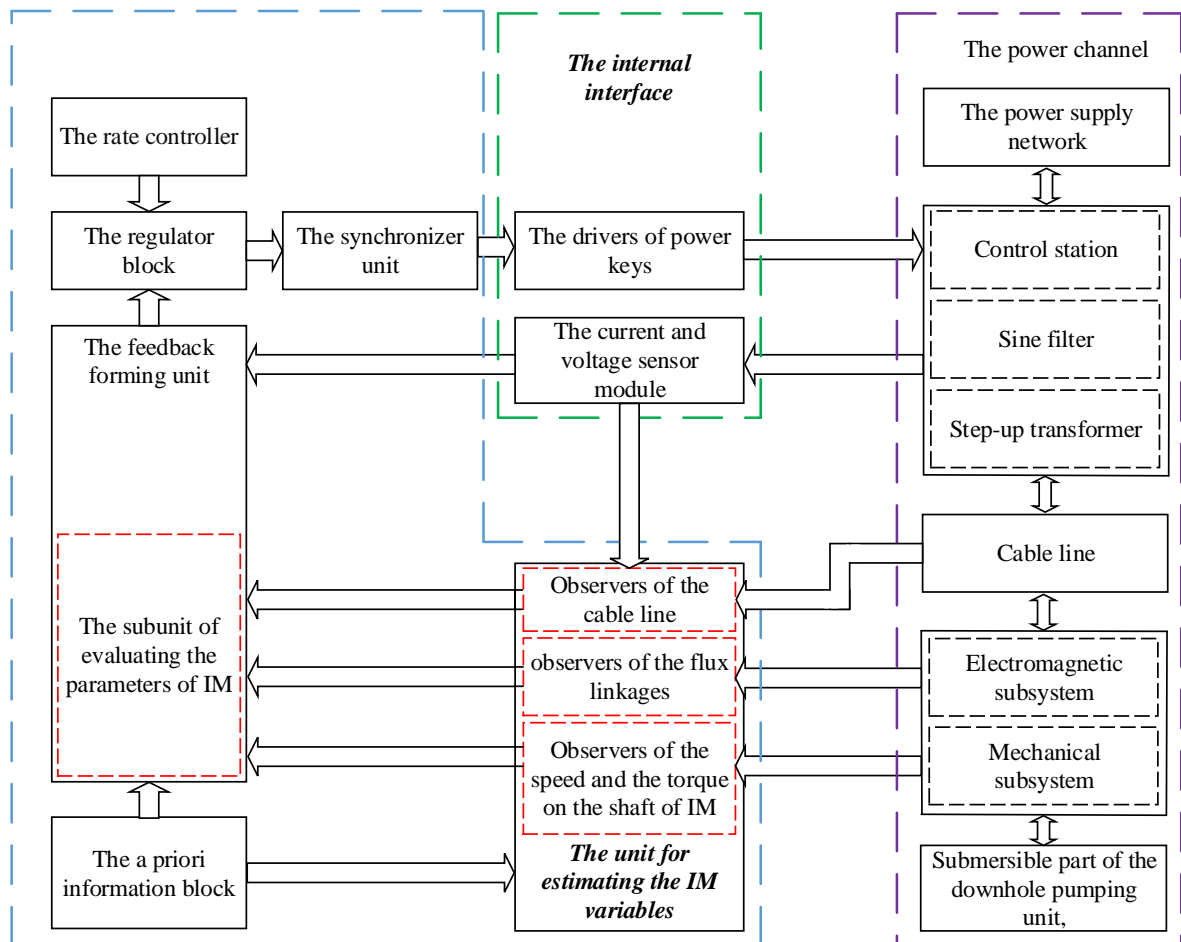 The internal
interface
The power channel
The rate controller
The power supply
network
The regulator
block
The synchronizer
unit
The drivers of power
keys
Control station
The feedback
forming unit
The current and
voltage sensor
module
Sine filter
Step-up transformer
Cable line
Observers of the
cable line
The subunit of
evaluating the
parameters of IM
observers of the flux
linkages
Electromagnetic
subsystem
Observers of the
speed and the torque
on the shaft of IM
Mechanical
subsystem
The a priori
information block
The unit for
estimating the IM
variables
Submersible part of the
downhole pumping
unit,